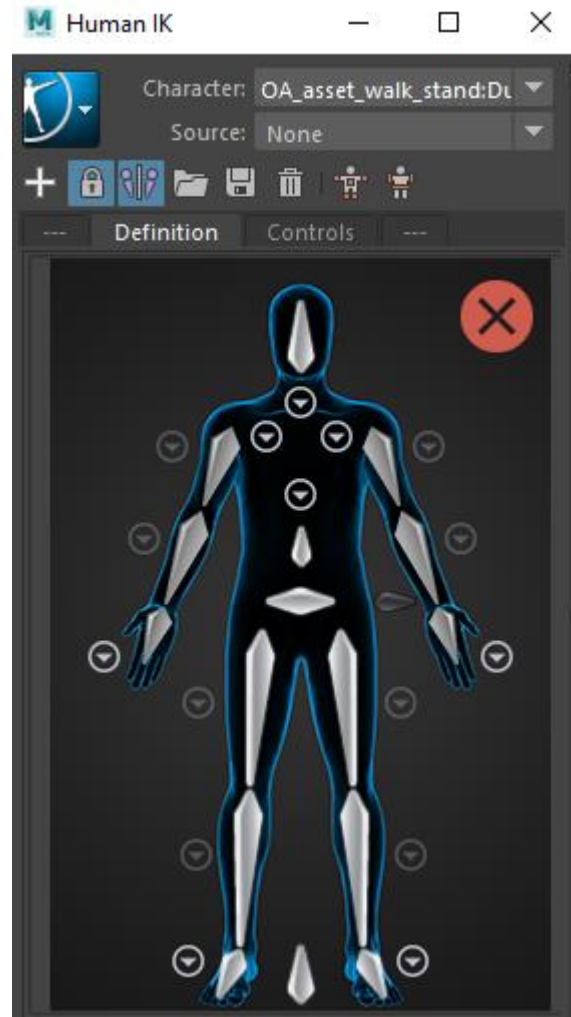 M Human IK
Character: OA_asset_walk_stand:Du
Source: None
--- Definition Controls ---